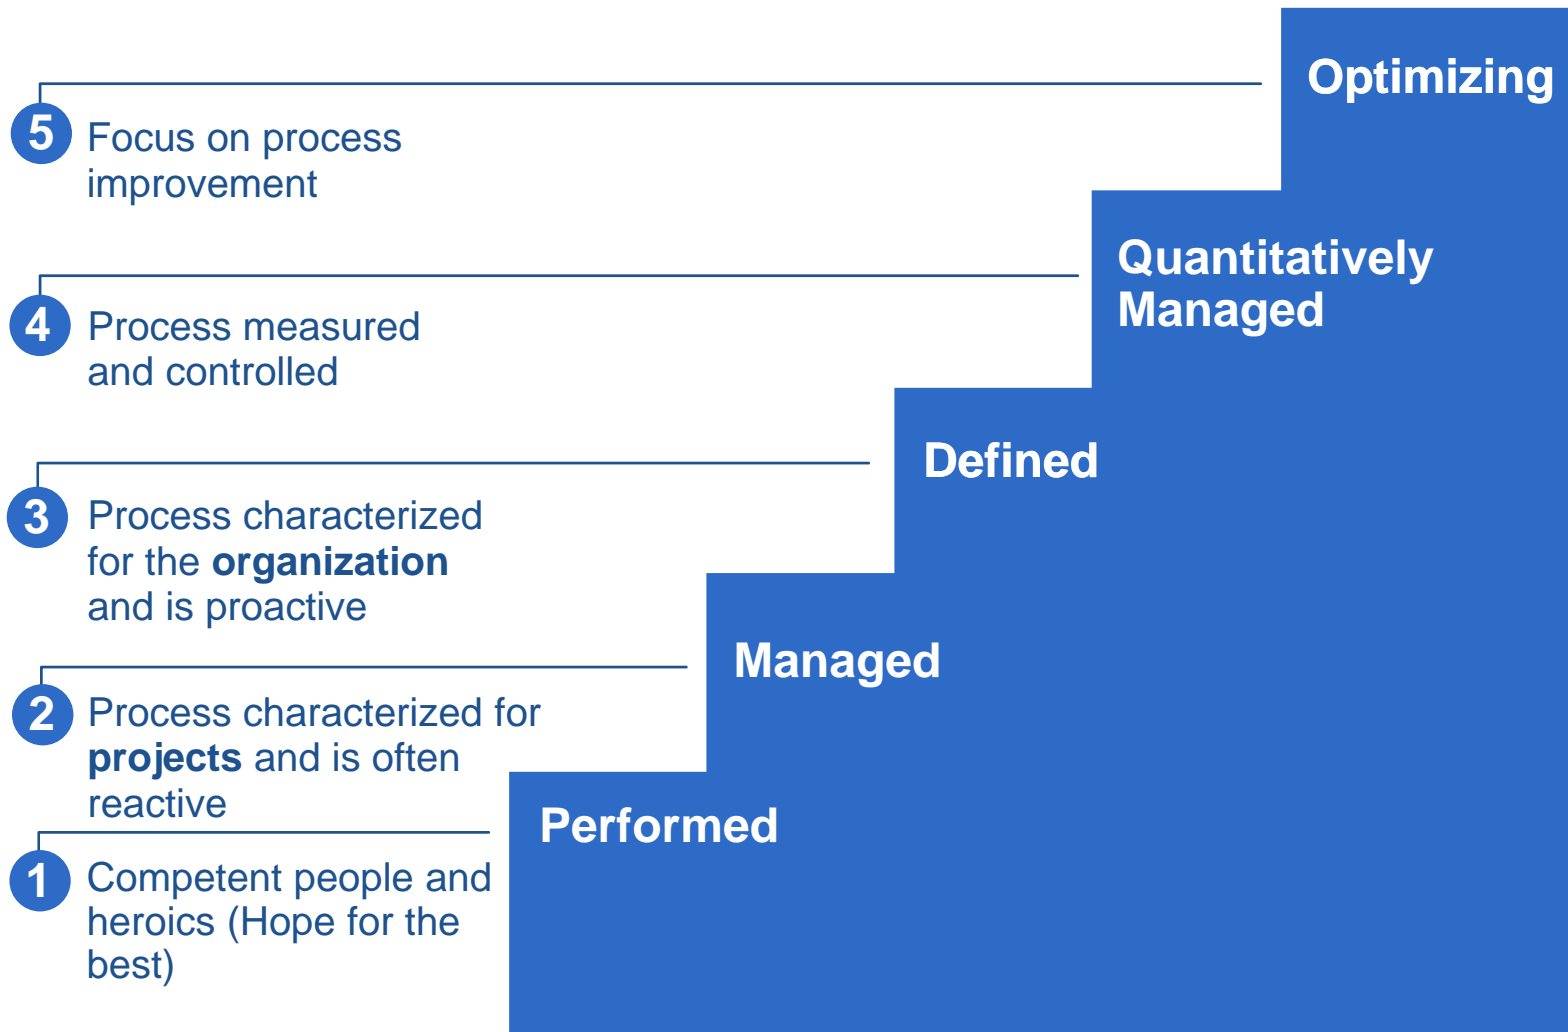 Optimizing
5
Focus on process
improvement
Quantitatively
Managed
4
Process measured
and controlled
Defined
3
Process characterized
for the organization
and is proactive
Managed
2
Process characterized for
projects and is often
reactive
Performed
1
Competent people and
heroics (Hope for the
best)